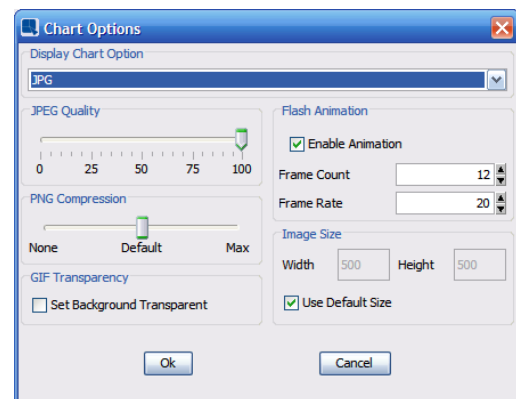 Chart Options
Display Chart Option
JPG
JPEG Quality
0 25 50 75 100
PNG Compression
None Default Max
GIF Transparency
Set Background Transparent
Flash Animation
Enable Animation
Frame Count 12
Frame Rate 20
Image Size
Width 500 Height 500
Use Default Size
Ok Cancel